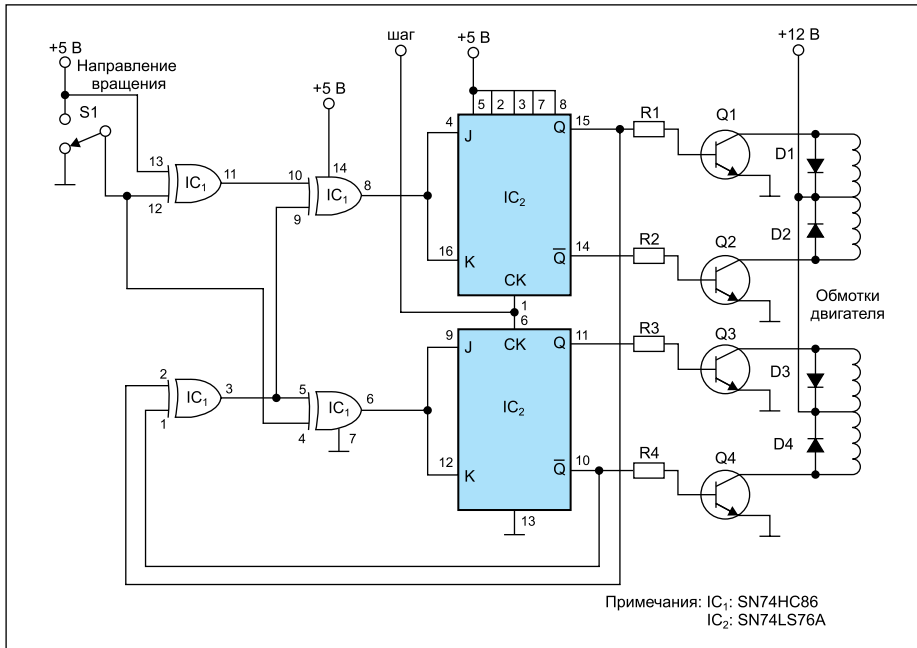 +5 В
Направление
вращения
S1
+5 В
шаг
+5 В
+12 В
13
12
IC₁
11
10
9
14
IC₁
8
4
J
16
K
5
2
3
7
8
Q
15
IC₂
Q̅
14
CK
1
R1
Q1
D1
R2
Q2
D2
Обмотки
двигателя
2
1
IC₁
3
5
4
IC₁
6
7
6
CK
9
J
12
K
IC₂
Q
11
Q̅
10
13
R3
Q3
D3
R4
Q4
D4
Примечания: IC₁: SN74HC86
IC₂: SN74LS76A